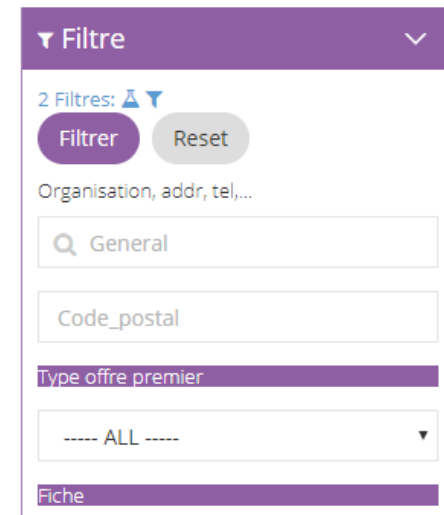 Filtre
2 Filtres:
Filtrer Reset
Organisation, addr, tel,...
General
Code_postal
Type offre premier
----- ALL -----
Fiche